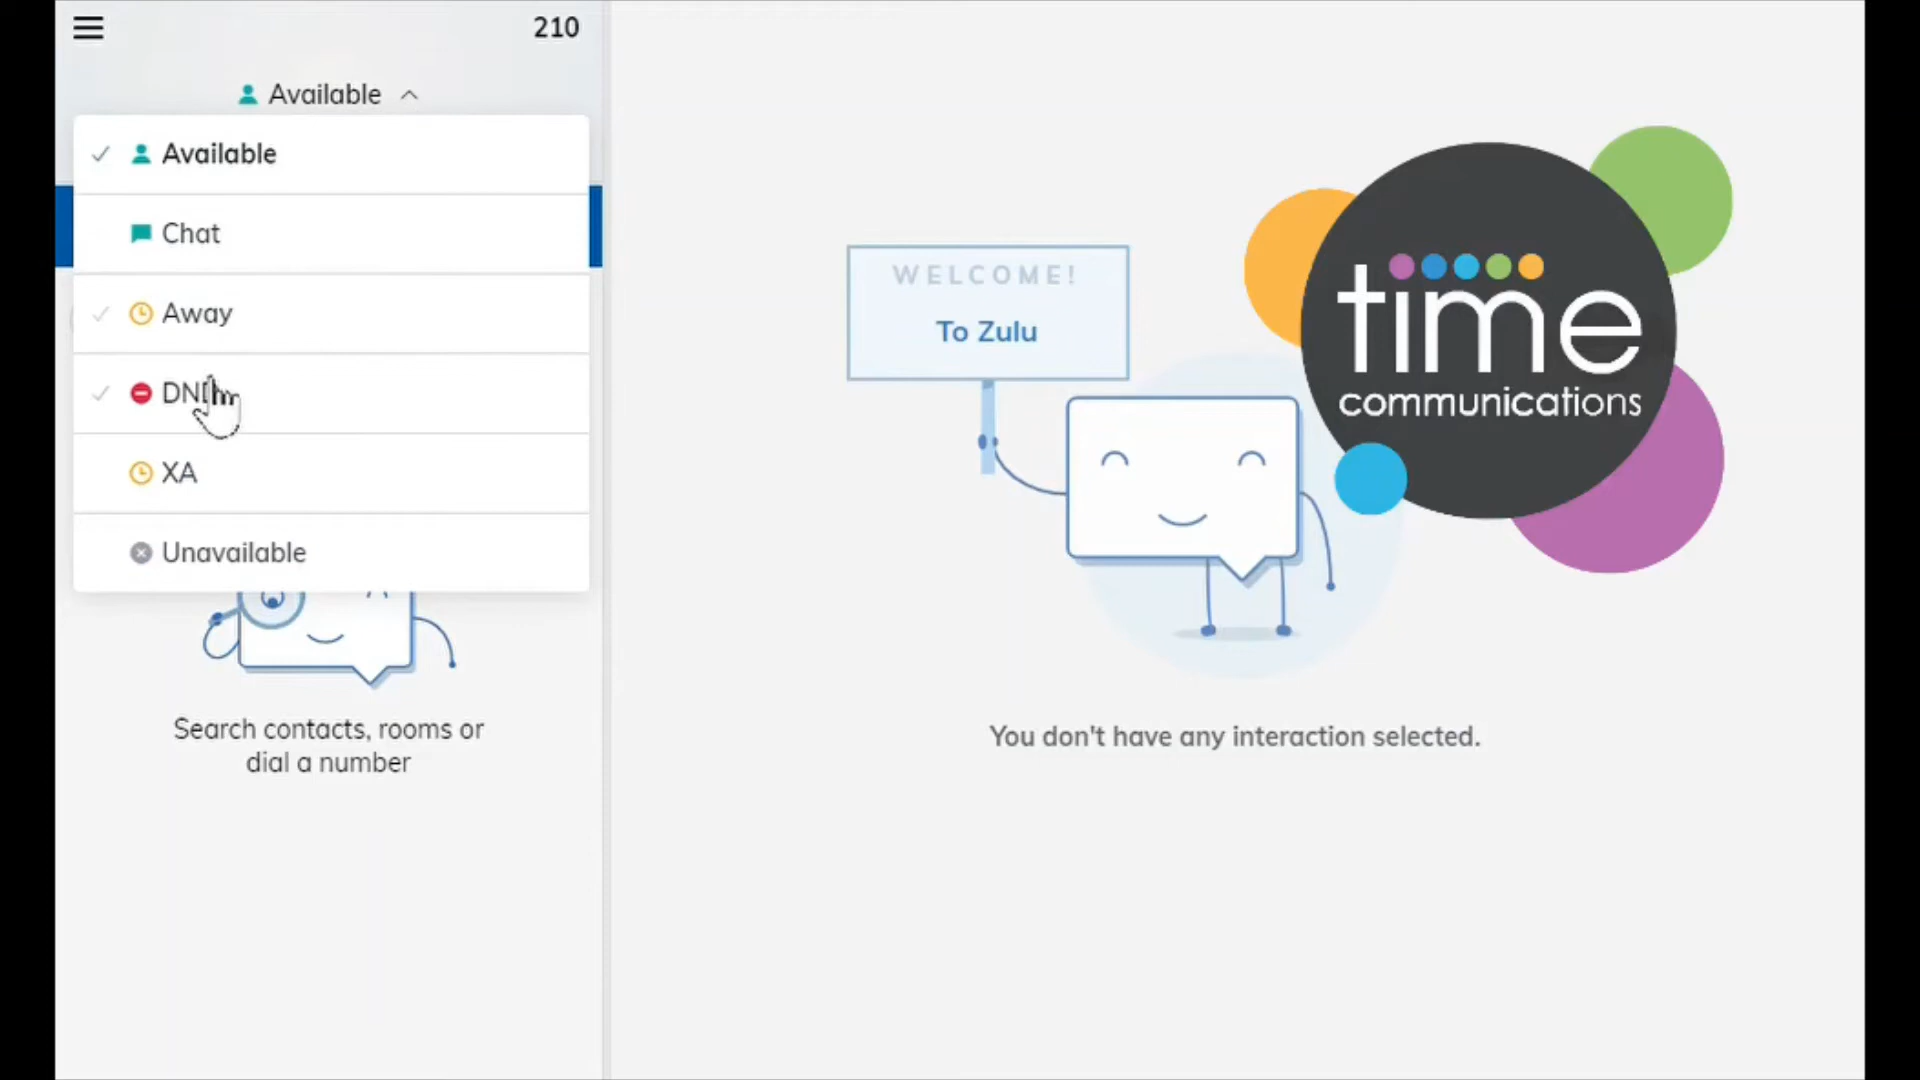 210
Available
Available
Chat
Away
DND
XA
Unavailable
Search contacts, rooms or
dial a number
WELCOME!
To Zulu
You don't have any interaction selected.
time
communications